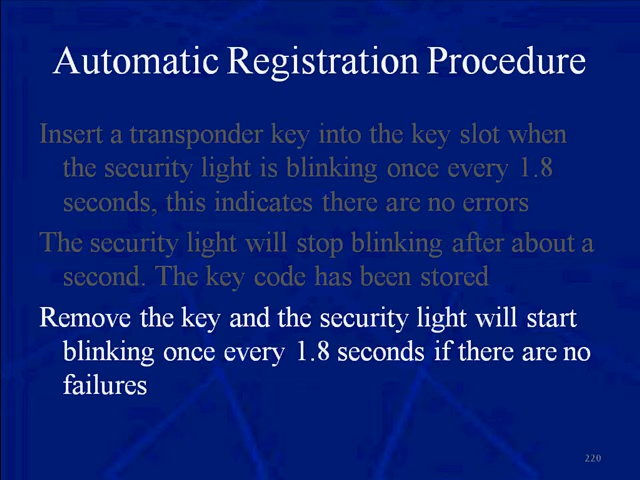 Automatic Registration Procedure
Insert a transponder key into the key slot when
the security light is blinking once every 1.8
seconds, this indicates there are no errors
The security light will stop blinking after about a
second. The key code has been stored
Remove the key and the security light will start
blinking once every 1.8 seconds if there are no
failures
220